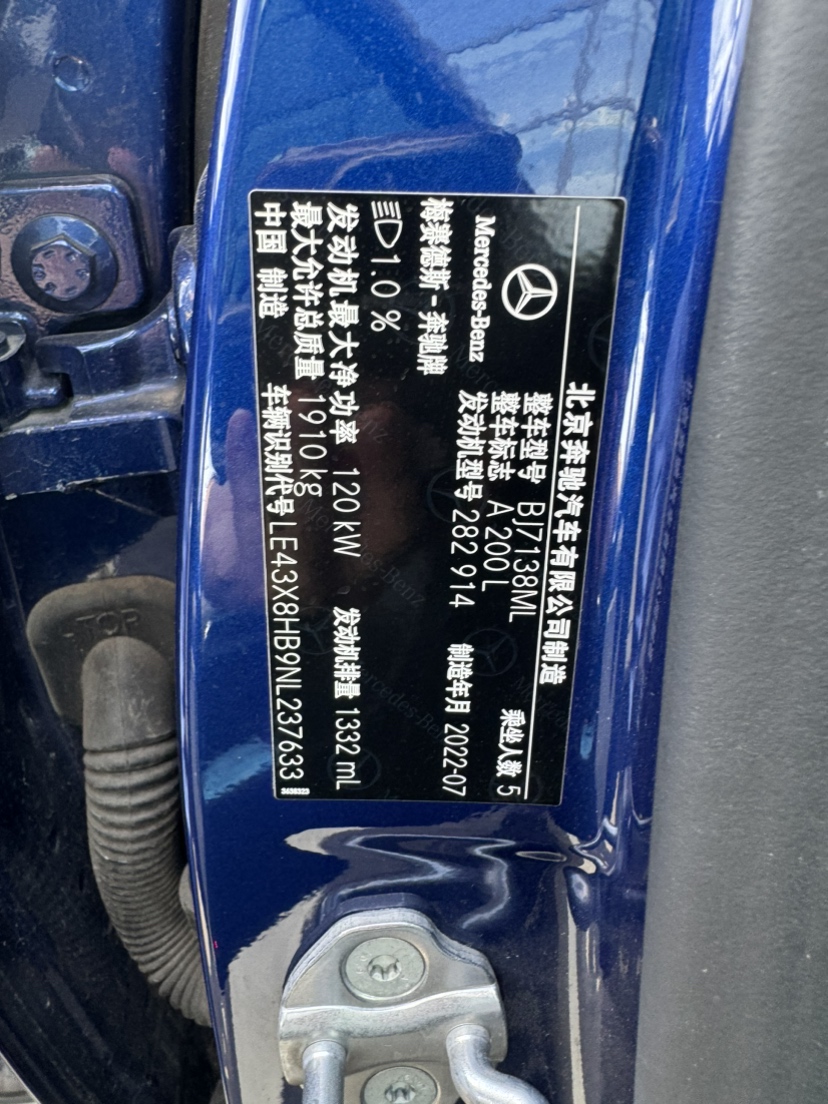 北京奔驰汽车有限公司制造
Mercedes-Benz
梅赛德斯-奔驰牌
整车型号 BJ7138ML 乘坐人数 5
整车标志 A 200 L
发动机型号 282 914 制造年月 2022-07
1.0 %
发动机最大净功率 120 kW 发动机排量 1332 mL
最大允许总质量 1910 kg
中国 制造 车辆识别代号 LE43X8HB9NL237633
TOP